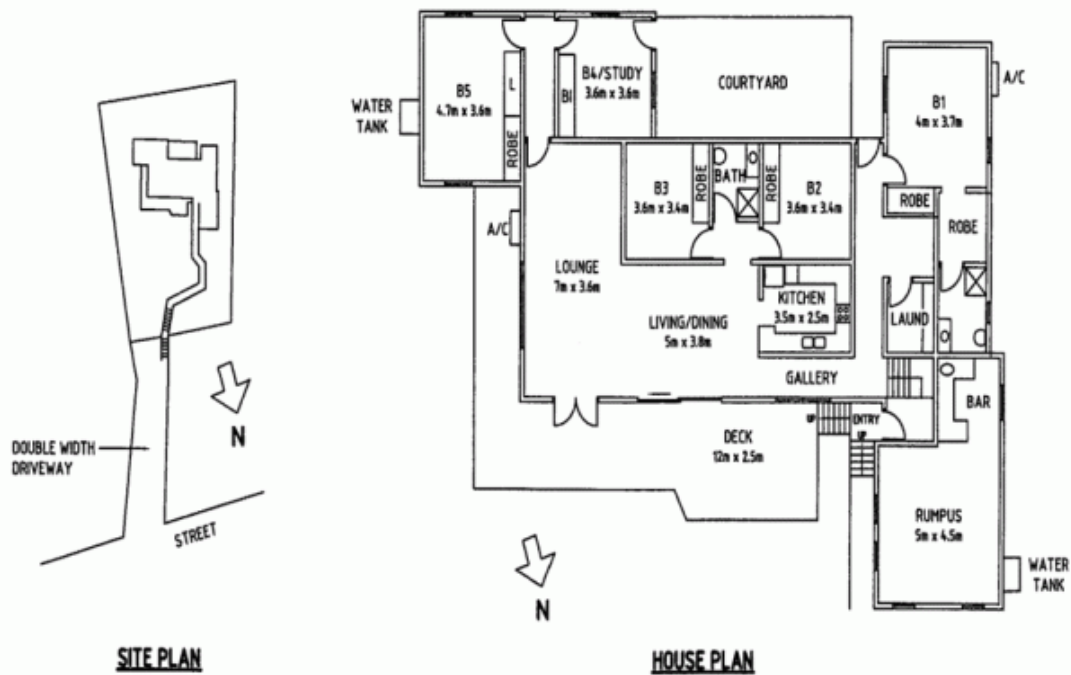 N
DOUBLE WIDTH
DRIVEWAY
STREET
SITE PLAN
B5
4.7m x 3.6m
L
ROBE
WATER
TANK
BI
B4/STUDY
3.6m x 3.6m
COURTYARD
B1
4m x 3.7m
A/C
B3
3.6m x 3.4m
ROBE
BATH
ROBE
B2
3.6m x 3.4m
ROBE
ROBE
A/C
LOUNGE
7m x 3.6m
LIVING/DINING
5m x 3.8m
KITCHEN
3.5m x 2.5m
LAUND
GALLERY
BAR
UP
ENTRY
UP
DECK
12m x 2.5m
RUMPUS
5m x 4.5m
WATER
TANK
N
HOUSE PLAN